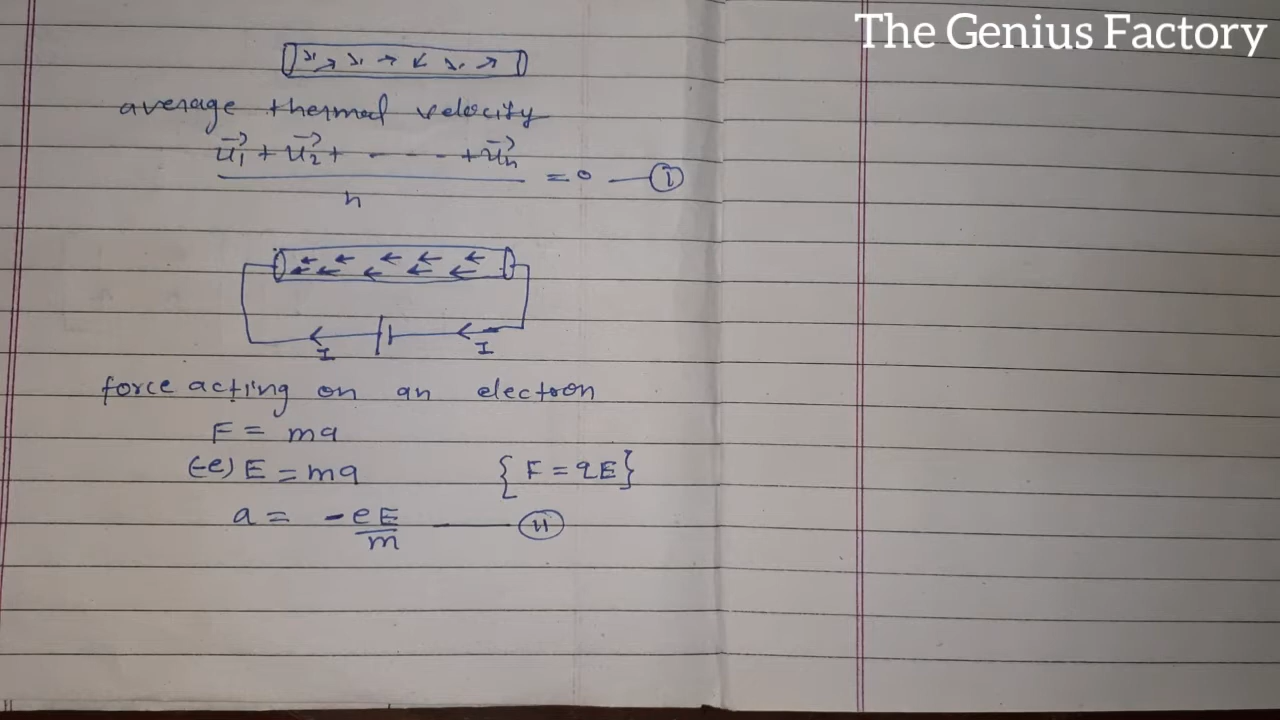 The Genius Factory
average thermal velocity
u⃗₁ + u⃗₂ + - - - - + u⃗ₙ
/ n = 0 — (i)
I I
force acting on an electron
F = ma
(-e) E = ma {F = qE}
a = -eE/m — (ii)